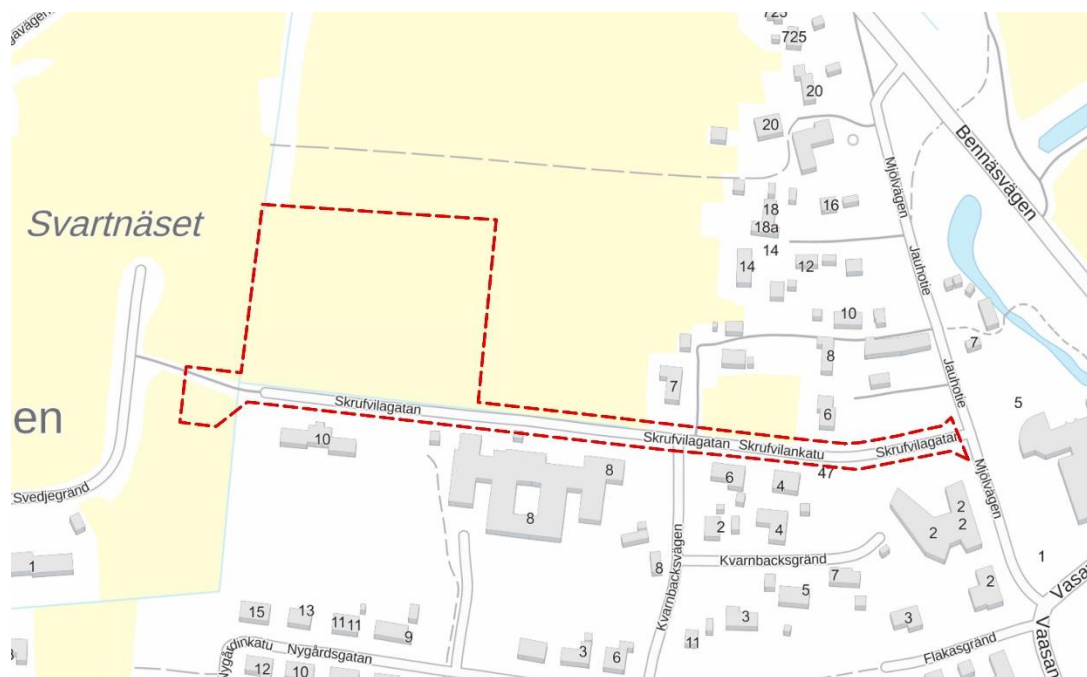 725
725
20
20
Bennäsvägen
Mjölvägen
Svartnäset
18
16
18a
14
14
12
Jauhotie
10
8
7
7
6
Jauhotie
5
en
Skrufvilagatan
Skrufvilagatan
Skrufvilankatu
Skrufvilagatan
10
8
8
6
4
47
Mjölvägen
Svedjegränd
2
4
2
2
2
1
1
Kvarnbacksvägen
8
Kvarnbacksgränd
7
5
2
Vaasan
15
13
11
11
9
3
3
11
Flakasgränd
Nygårdinkatu
Nygårdsgatan
3
6
12
10